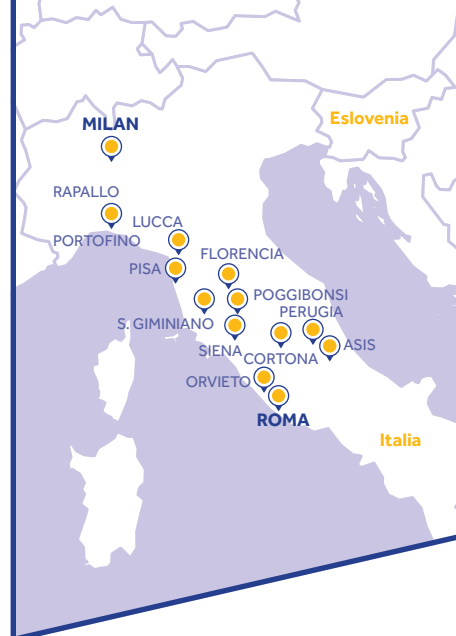 Eslovenia
MILAN
RAPALLO
PORTOFINO
LUCCA
FLORENCIA
PISA
POGGIBONSI
PERUGIA
S. GIMINIANO
SIENA
CORTONA
ASIS
ORVIETO
ROMA
Italia